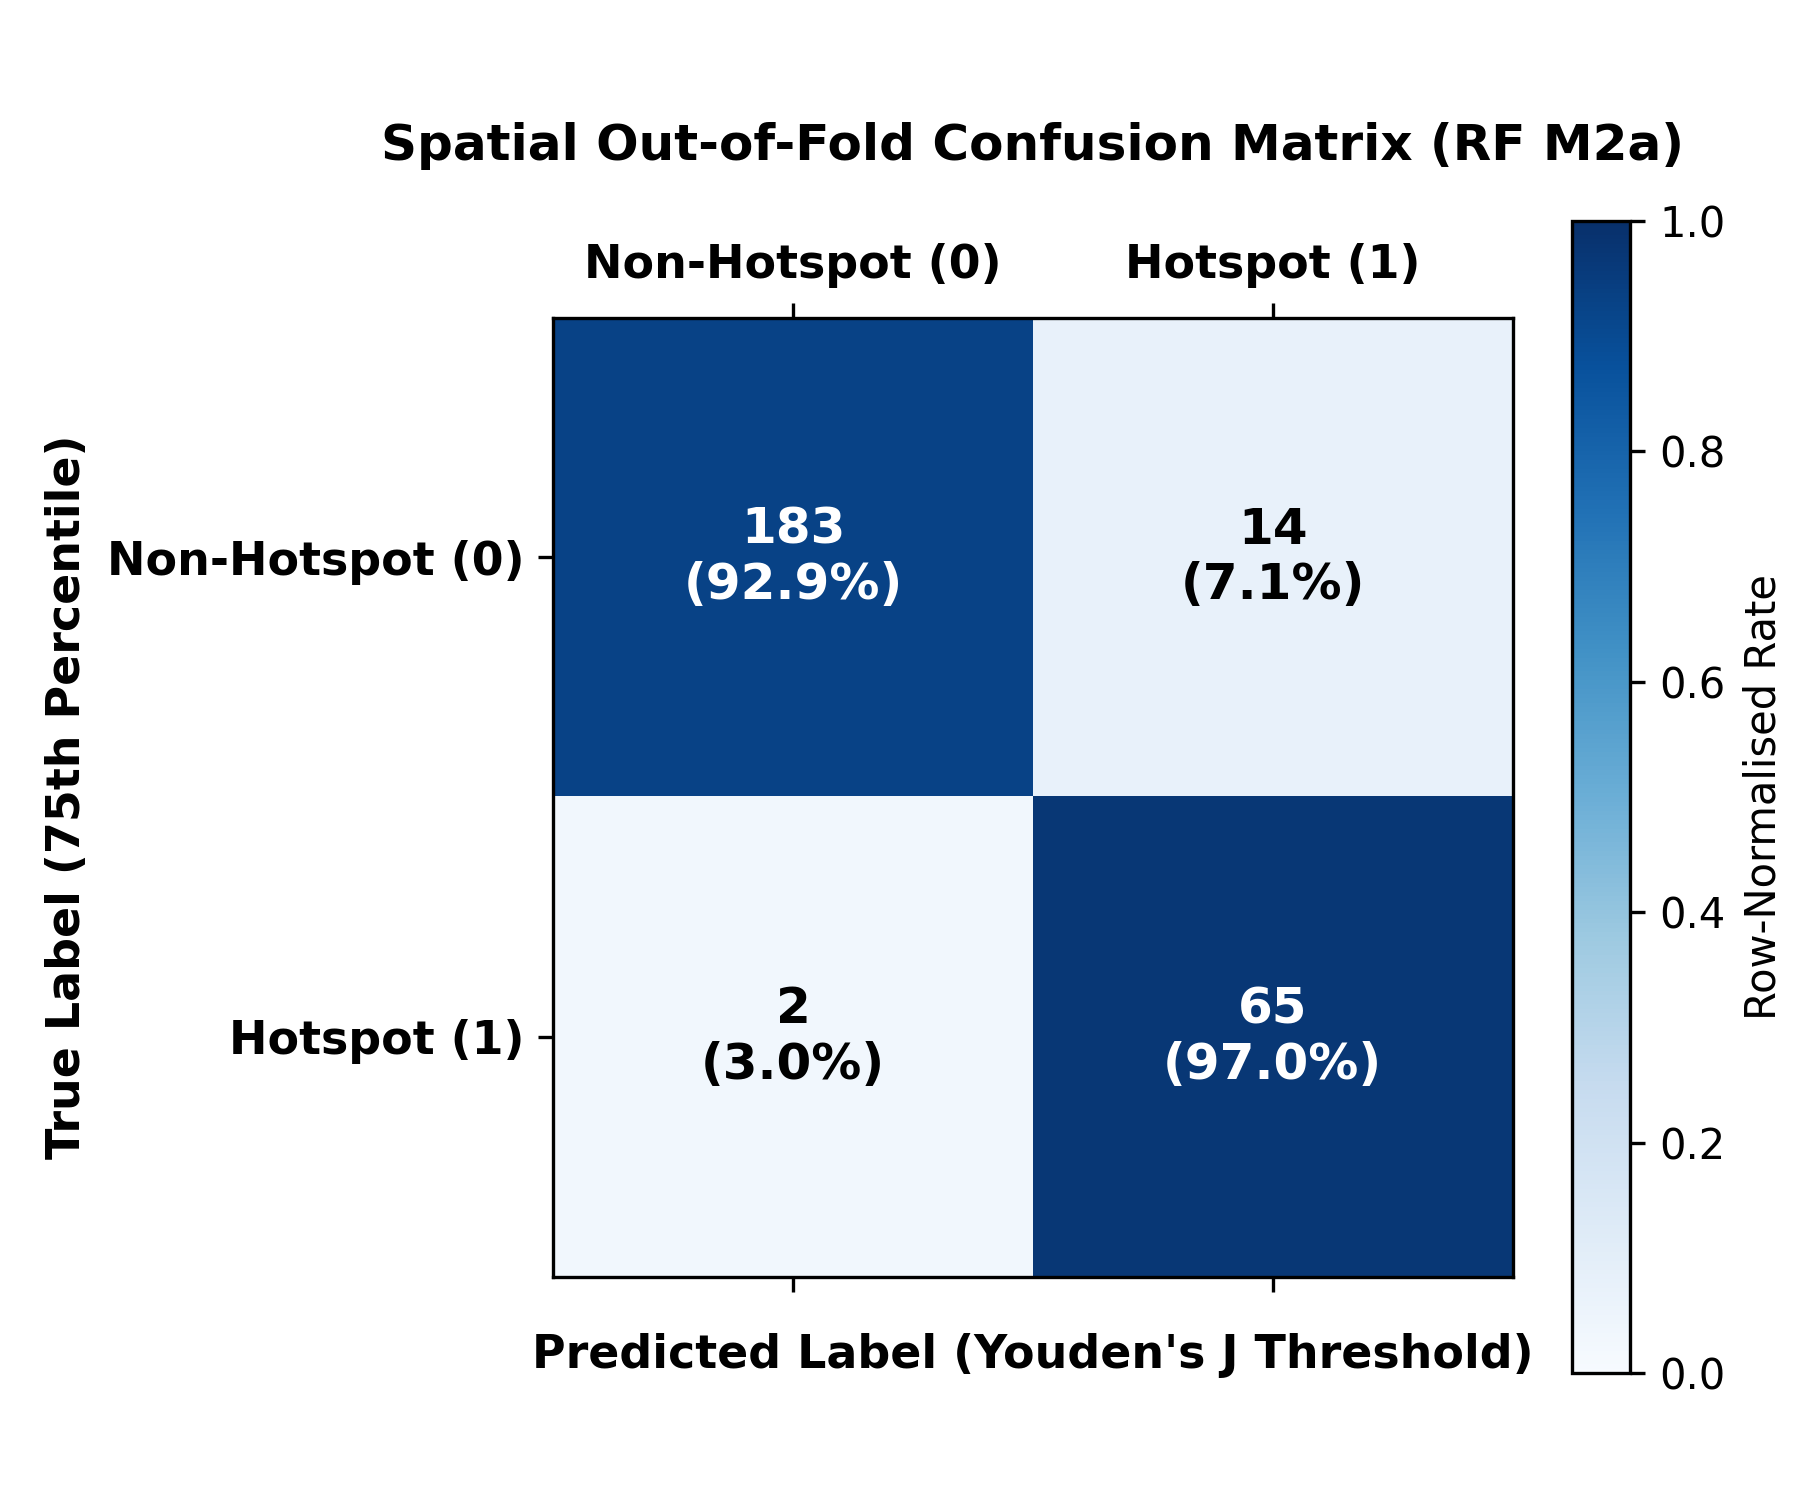 Spatial Out-of-Fold Confusion Matrix (RF M2a)
Non-Hotspot (0)
Hotspot (1)
True Label (75th Percentile)
Non-Hotspot (0)
183
(92.9%)
14
(7.1%)
Hotspot (1)
2
(3.0%)
65
(97.0%)
Predicted Label (Youden's J Threshold)
1.0
0.8
0.6
0.4
0.2
0.0
Row-Normalised Rate